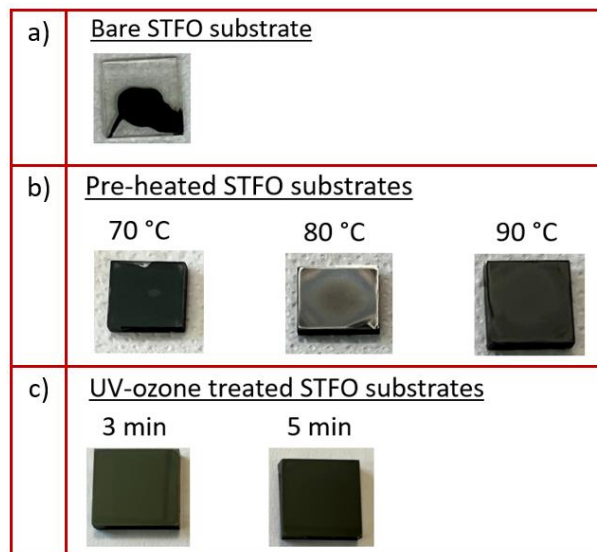 a) Bare STFO substrate
b) Pre-heated STFO substrates
70 °C 80 °C 90 °C
c) UV-ozone treated STFO substrates
3 min 5 min